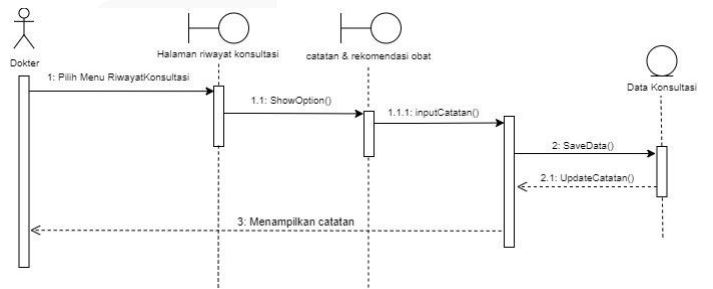 Dokter
Halaman riwayat konsultasi
catatan & rekomendasi obat
Data Konsultasi
1: Pilih Menu RiwayatKonsultasi
1.1: ShowOption()
1.1.1: inputCatatan()
2: SaveData()
2.1: UpdateCatatan()
3: Menampilkan catatan